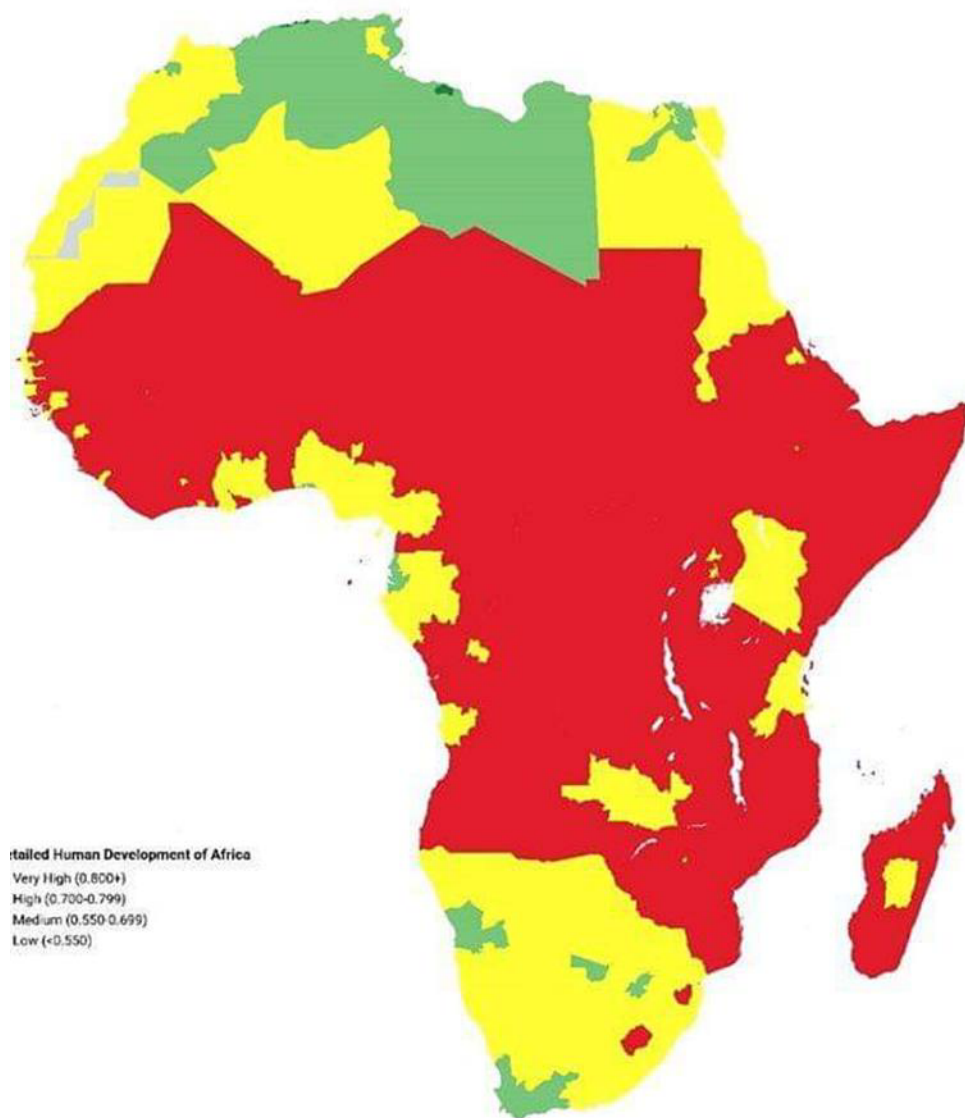 etailed Human Development of Africa
Very High (0.800+)
High (0.700-0.799)
Medium (0.550-0.699)
Low (<0.550)